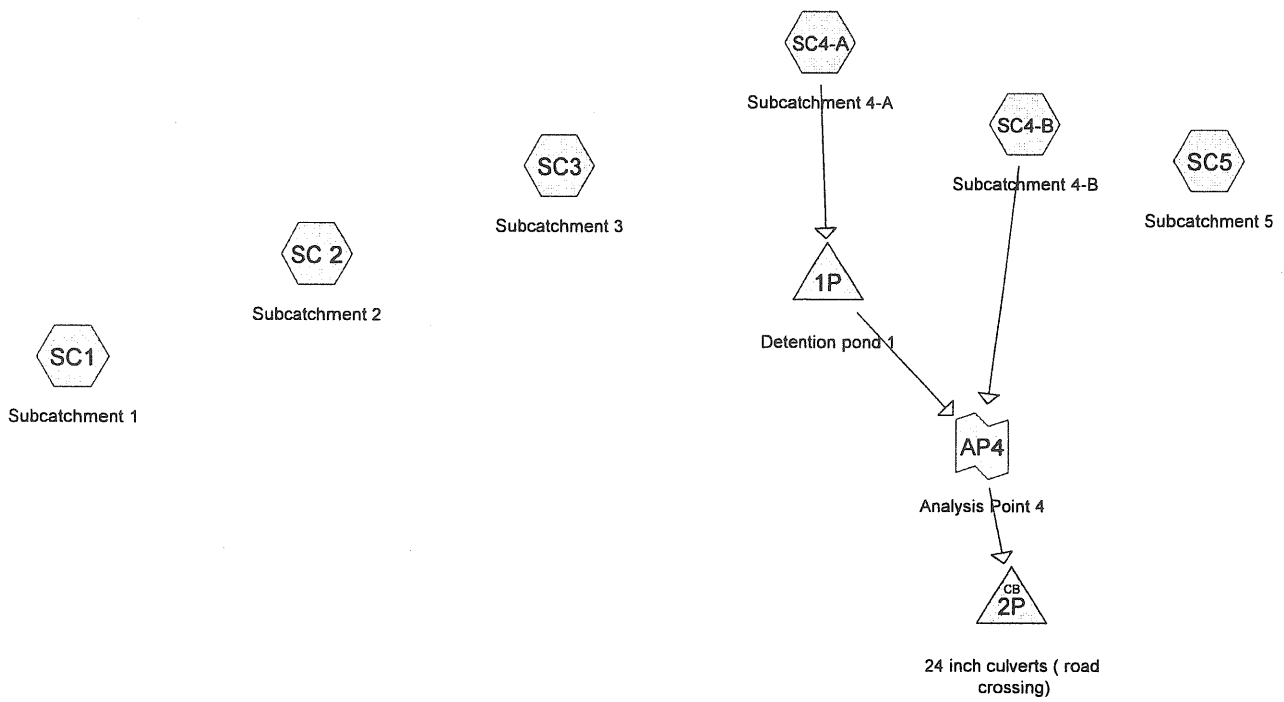 SC4-A
Subcatchment 4-A
SC4-B
Subcatchment 4-B
SC5
Subcatchment 5
SC3
Subcatchment 3
SC 2
Subcatchment 2
SC1
Subcatchment 1
1P
Detention pond 1
AP4
Analysis Point 4
CB
2P
24 inch culverts ( road
crossing)